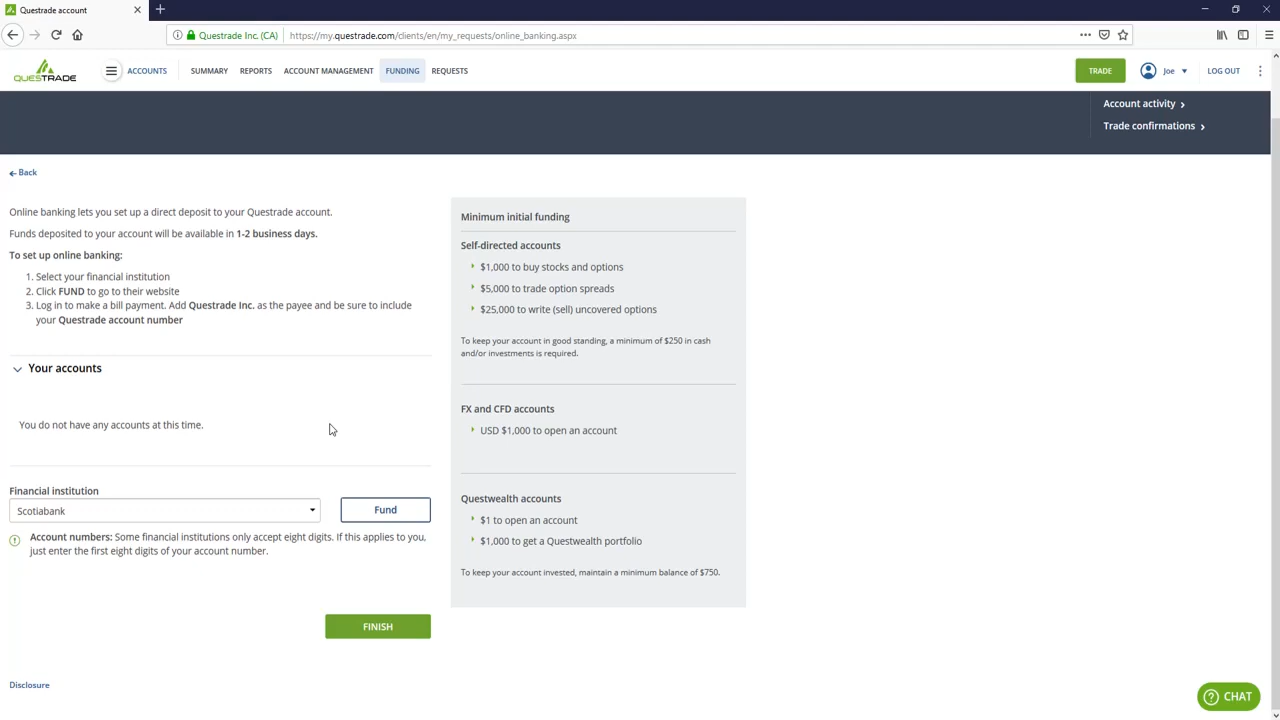 Questrade account
Questrade Inc. (CA)
https://my.questrade.com/clients/en/my_requests/online_banking.aspx
QUESTRADE
ACCOUNTS
SUMMARY
REPORTS
ACCOUNT MANAGEMENT
FUNDING
REQUESTS
TRADE
Joe
LOG OUT
Account activity
Trade confirmations
Back
Online banking lets you set up a direct deposit to your Questrade account.
Funds deposited to your account will be available in 1-2 business days.
To set up online banking:
1. Select your financial institution
2. Click FUND to go to their website
3. Log in to make a bill payment. Add Questrade Inc. as the payee and be sure to include
your Questrade account number
Your accounts
You do not have any accounts at this time.
Financial institution
Scotiabank
Fund
Account numbers: Some financial institutions only accept eight digits. If this applies to you,
just enter the first eight digits of your account number.
FINISH
Disclosure
Minimum initial funding
Self-directed accounts
$1,000 to buy stocks and options
$5,000 to trade option spreads
$25,000 to write (sell) uncovered options
To keep your account in good standing, a minimum of $250 in cash
and/or investments is required.
FX and CFD accounts
USD $1,000 to open an account
Questwealth accounts
$1 to open an account
$1,000 to get a Questwealth portfolio
To keep your account invested, maintain a minimum balance of $750.
CHAT